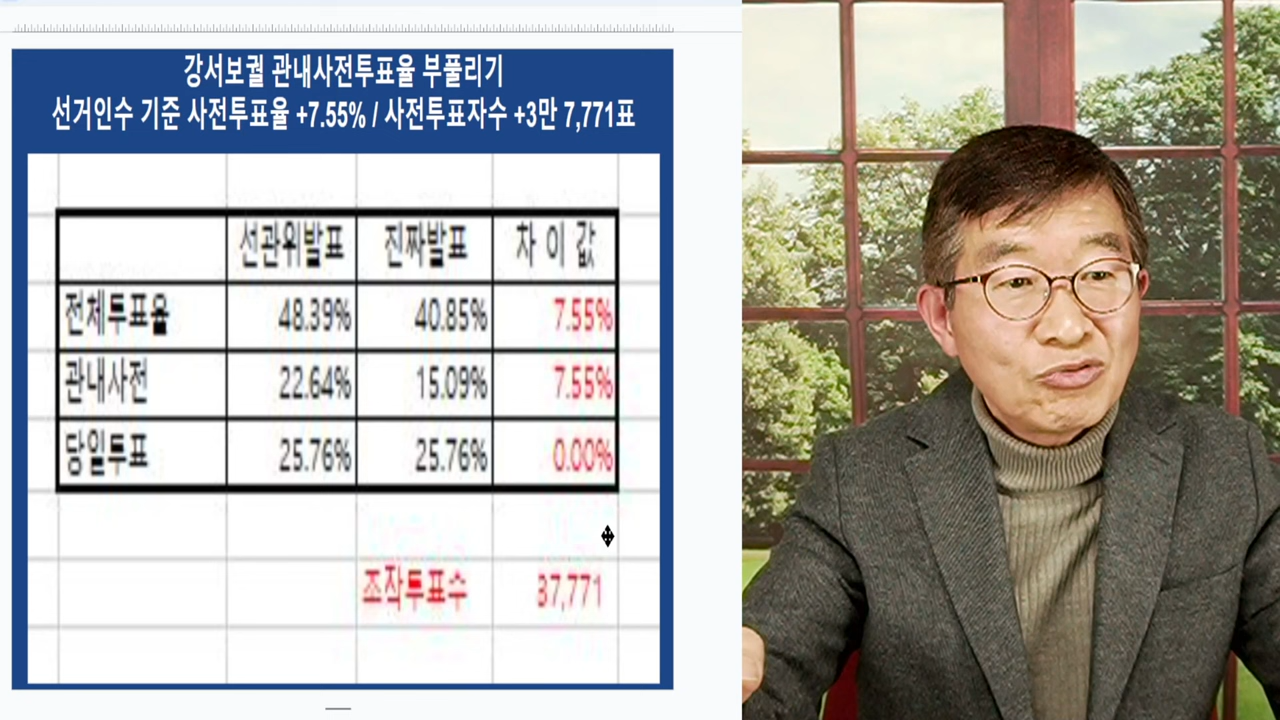 강서보궐 관내사전투표율 부풀리기
선거인수 기준 사전투표율 +7.55% / 사전투표자수 +3만 7,771표
선관위발표 진짜발표 차 이 값
전체투표율 48.39% 40.85% 7.55%
관내사전 22.64% 15.09% 7.55%
당일투표 25.76% 25.76% 0.00%
조작투표수 37,771